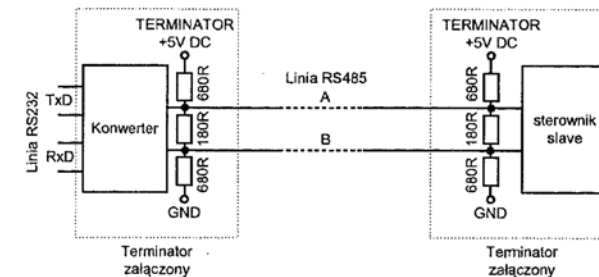 TERMINATOR
+5V DC
680R
180R
680R
GND
Linia RS232
TxD
RxD
Konwerter
Linia RS485
A
B
TERMINATOR
+5V DC
680R
180R
680R
GND
sterownik
slave
Terminator
załączony
Terminator
załączony